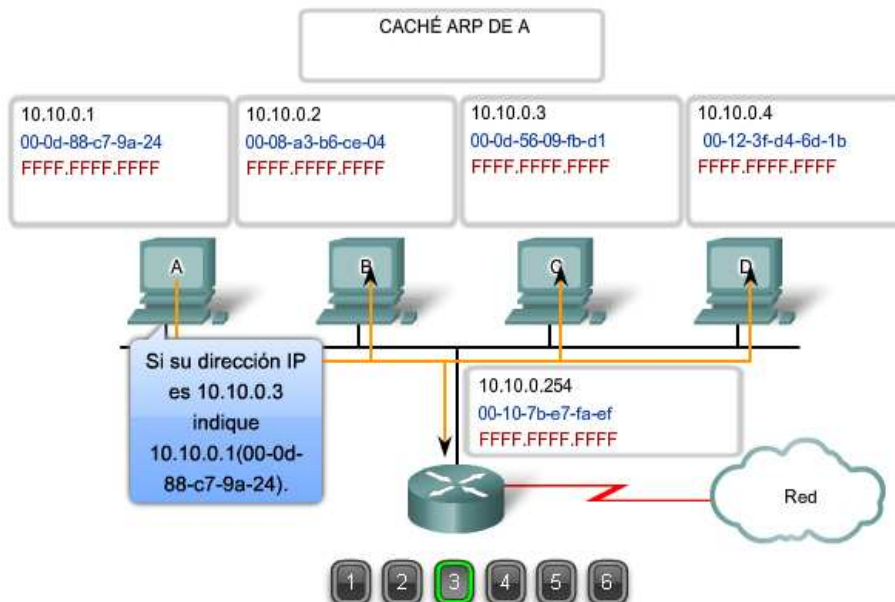 CACHÉ ARP DE A
10.10.0.1
00-0d-88-c7-9a-24
FFFF.FFFF.FFFF
10.10.0.2
00-08-a3-b6-ce-04
FFFF.FFFF.FFFF
10.10.0.3
00-0d-56-09-fb-d1
FFFF.FFFF.FFFF
10.10.0.4
00-12-3f-d4-6d-1b
FFFF.FFFF.FFFF
A
B
C
D
Si su dirección IP
es 10.10.0.3
indique
10.10.0.1(00-0d-
88-c7-9a-24).
10.10.0.254
00-10-7b-e7-fa-ef
FFFF.FFFF.FFFF
Red
1 2 3 4 5 6